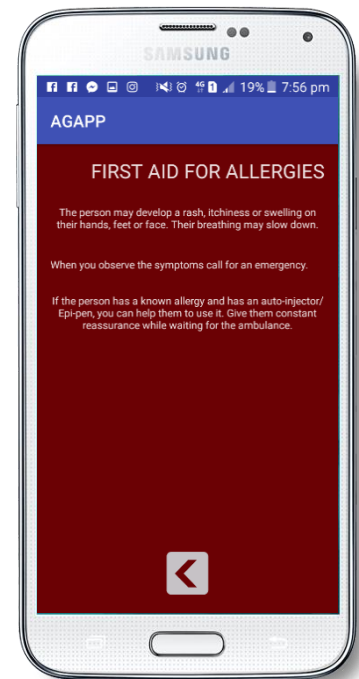 SAMSUNG
4G 1 19% 7:56 pm
AGAPP
FIRST AID FOR ALLERGIES
The person may develop a rash, itchiness or swelling on
their hands, feet or face. Their breathing may slow down.
When you observe the symptoms call for an emergency.
If the person has a known allergy and has an auto-injector/
Epi-pen, you can help them to use it. Give them constant
reassurance while waiting for the ambulance.